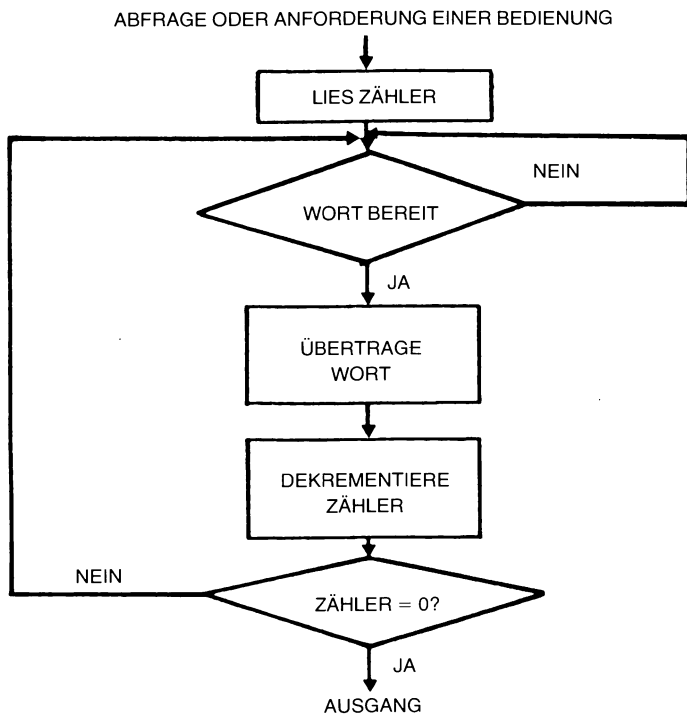 ABFRAGE ODER ANFORDERUNG EINER BEDIENUNG
LIES ZÄHLER
NEIN
WORT BEREIT
JA
ÜBERTRAGE
WORT
DEKREMENTIERE
ZÄHLER
NEIN
ZÄHLER = 0?
JA
AUSGANG